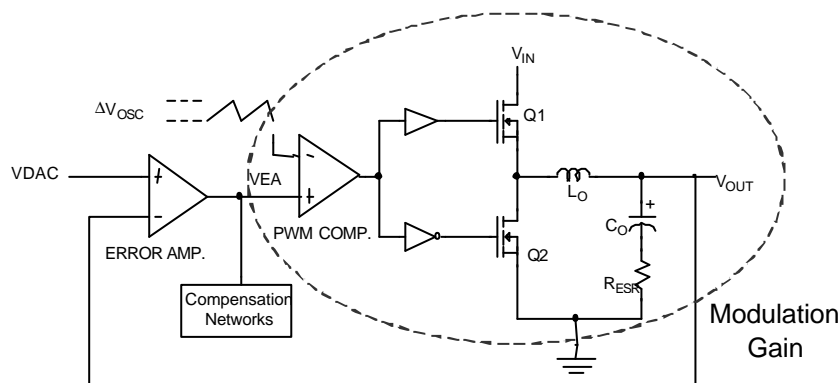 V_IN
ΔV_OSC
Q1
-
VDAC
+
VEA
+
L_O
V_OUT
-
+
ERROR AMP.
PWM COMP.
C_O
Q2
R_ESR
Compensation
Networks
Modulation
Gain